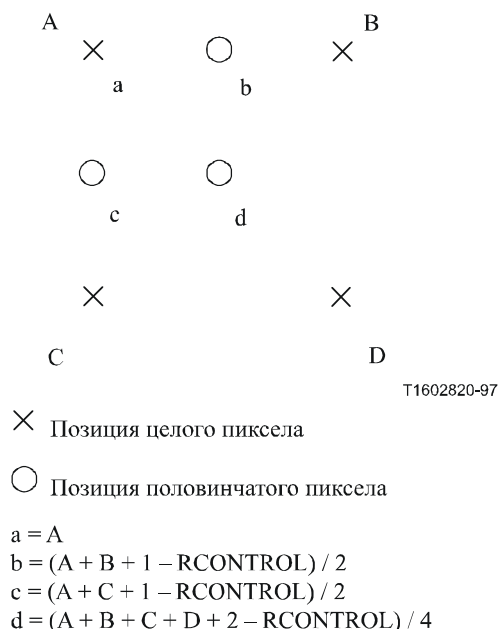 A B
a b
c d
C D
T1602820-97
Позиция целого пиксела
Позиция половинчатого пиксела
a = A
b = (A + B + 1 – RCONTROL) / 2
c = (A + C + 1 – RCONTROL) / 2
d = (A + B + C + D + 2 – RCONTROL) / 4